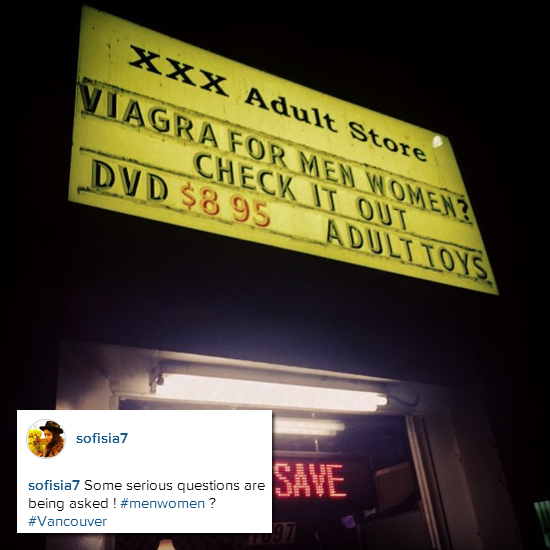 XXX Adult Store
VIAGRA FOR MEN WOMEN?
CHECK IT OUT
DVD $8 95 ADULT TOYS
SAVE
sofisia7
sofisia7 Some serious questions are
being asked ! #menwomen ?
#Vancouver